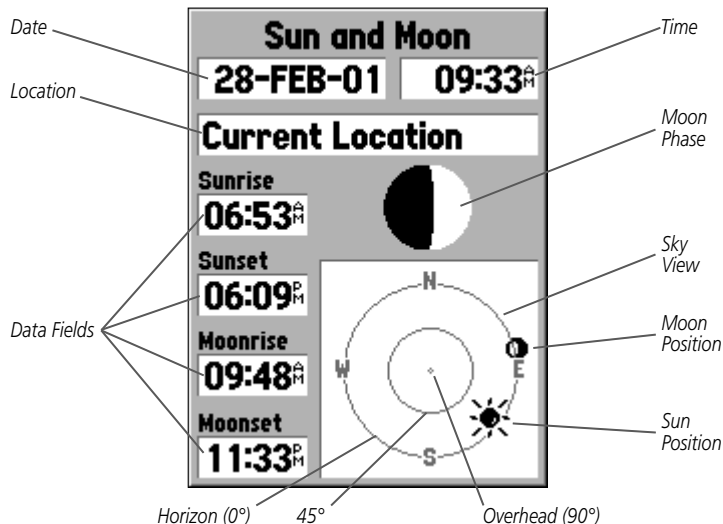 Sun and Moon
Date
28-FEB-01
09:33AM
Time
Location
Current Location
Moon
Phase
Sunrise
06:53AM
Sunset
06:09PM
Sky
View
N
Data Fields
Moonrise
09:48AM
W
E
Moon
Position
Moonset
11:33PM
S
Sun
Position
Horizon (0°)
45°
Overhead (90°)